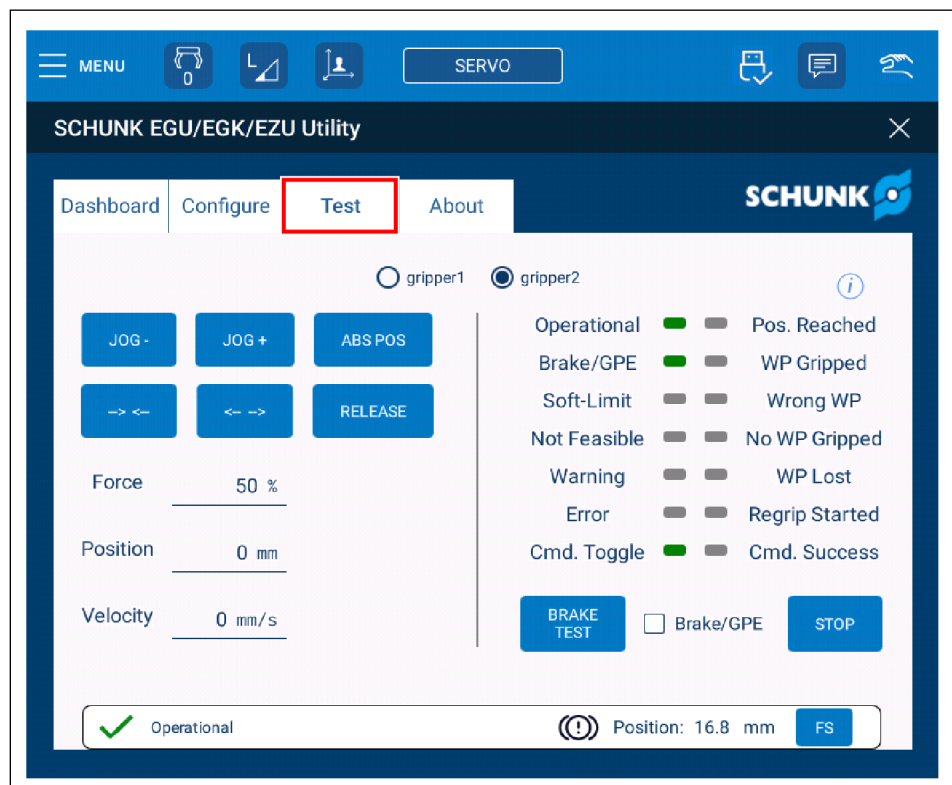 MENU
0
L
SERVO
SCHUNK EGU/EGK/EZU Utility
Dashboard Configure Test About
SCHUNK
gripper1 gripper2
i
JOG - JOG + ABS POS
--> <-- <-- --> RELEASE
Force 50 %
Position 0 mm
Velocity 0 mm/s
Operational Pos. Reached
Brake/GPE WP Gripped
Soft-Limit Wrong WP
Not Feasible No WP Gripped
Warning WP Lost
Error Regrip Started
Cmd. Toggle Cmd. Success
BRAKE
TEST
Brake/GPE STOP
Operational Position: 16.8 mm FS